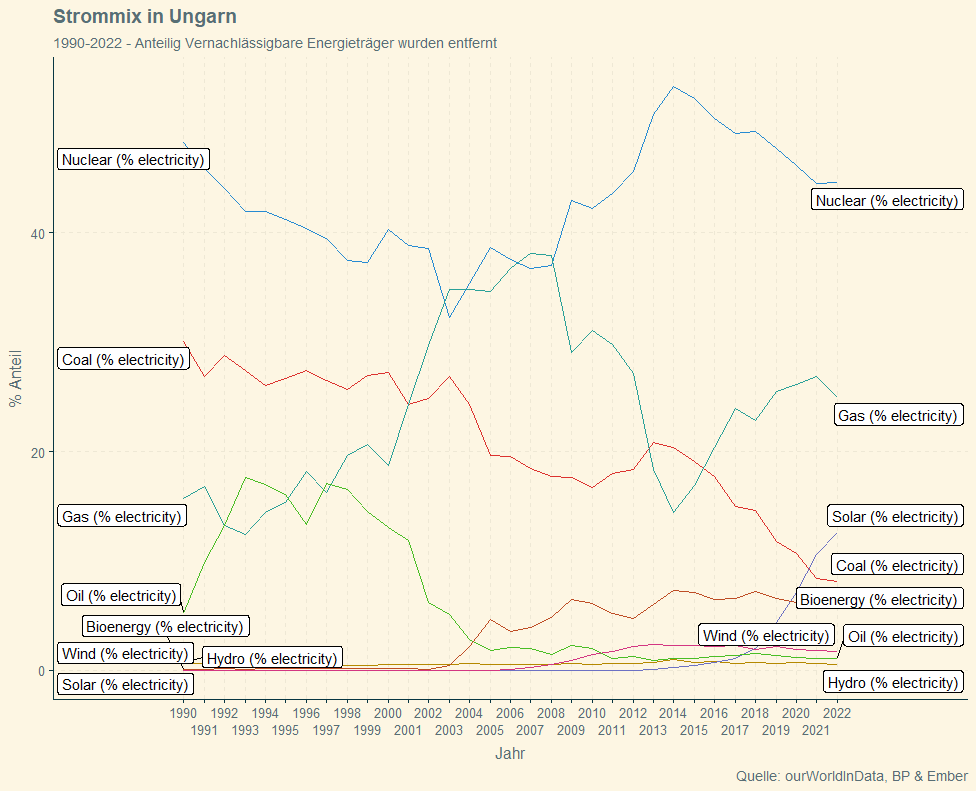 Strommix in Ungarn
1990-2022 - Anteilig Vernachlässigbare Energieträger wurden entfernt
% Anteil
40
20
0
Nuclear (% electricity)
Coal (% electricity)
Gas (% electricity)
Oil (% electricity)
Bioenergy (% electricity)
Wind (% electricity)
Hydro (% electricity)
Solar (% electricity)
Nuclear (% electricity)
Gas (% electricity)
Solar (% electricity)
Coal (% electricity)
Bioenergy (% electricity)
Wind (% electricity)
Oil (% electricity)
Hydro (% electricity)
1990 1992 1994 1996 1998 2000 2002 2004 2006 2008 2010 2012 2014 2016 2018 2020 2022
1991 1993 1995 1997 1999 2001 2003 2005 2007 2009 2011 2013 2015 2017 2019 2021
Jahr
Quelle: ourWorldInData, BP & Ember